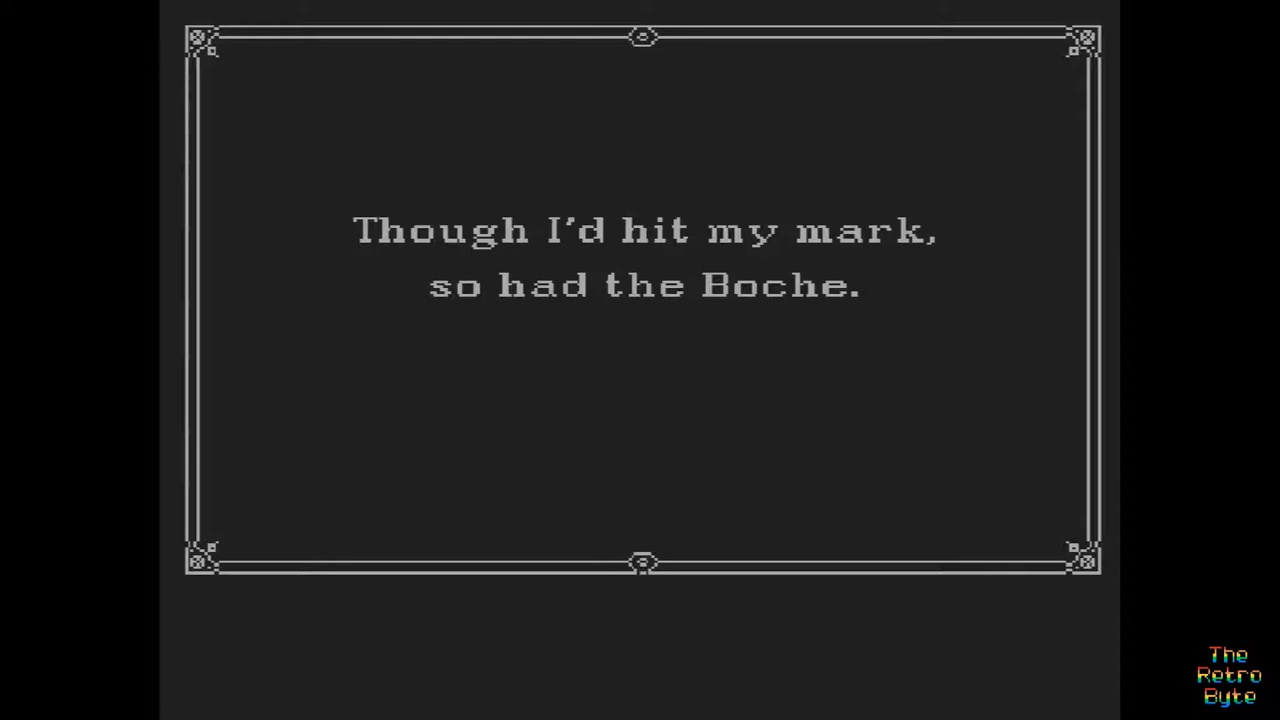 Though I'd hit my mark,
so had the Boche.
The
Retro
Byte